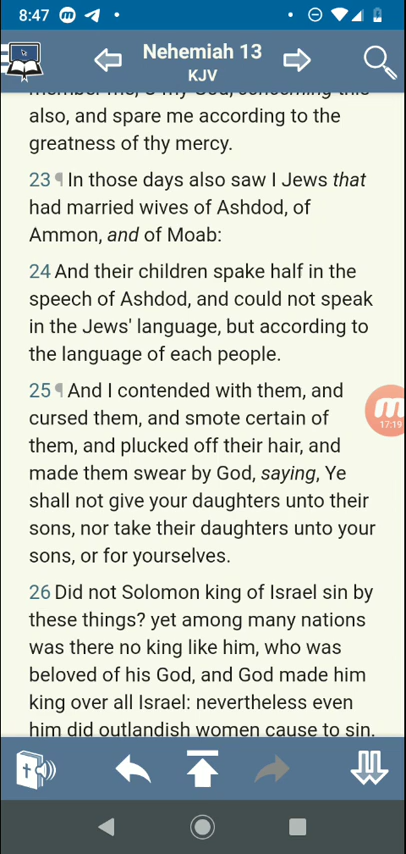 8:47
Nehemiah 13
KJV
member me, O my God, concerning this
also, and spare me according to the
greatness of thy mercy.
23 ¶ In those days also saw I Jews that
had married wives of Ashdod, of
Ammon, and of Moab:
24 And their children spake half in the
speech of Ashdod, and could not speak
in the Jews' language, but according to
the language of each people.
25 ¶ And I contended with them, and
cursed them, and smote certain of
them, and plucked off their hair, and
made them swear by God, saying, Ye
shall not give your daughters unto their
sons, nor take their daughters unto your
sons, or for yourselves.
17:19
26 Did not Solomon king of Israel sin by
these things? yet among many nations
was there no king like him, who was
beloved of his God, and God made him
king over all Israel: nevertheless even
him did outlandish women cause to sin.